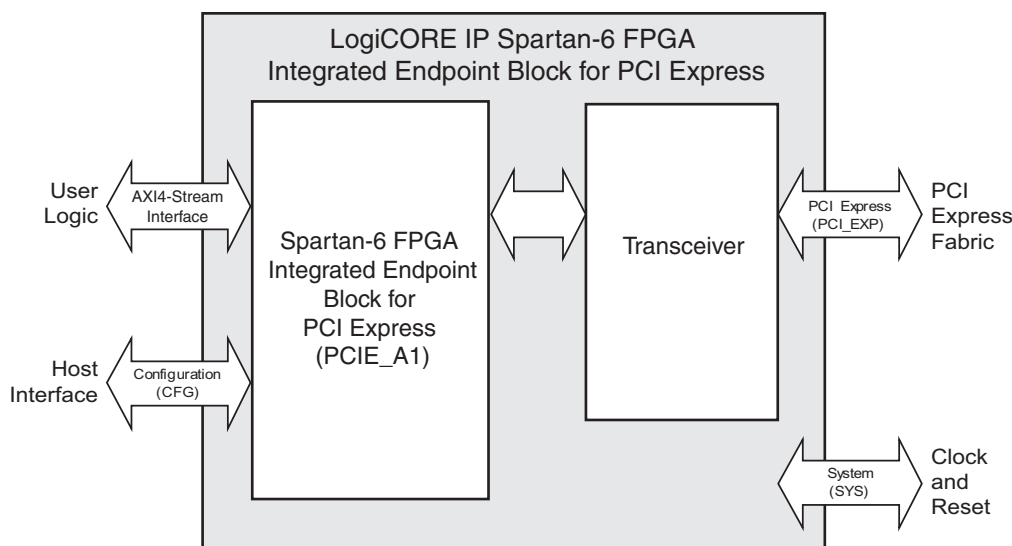 LogiCORE IP Spartan-6 FPGA
Integrated Endpoint Block for PCI Express
User
Logic
AXI4-Stream
Interface
Host
Interface
Configuration
(CFG)
Spartan-6 FPGA
Integrated Endpoint
Block for
PCI Express
(PCIE_A1)
Transceiver
PCI Express
(PCI_EXP)
PCI
Express
Fabric
System
(SYS)
Clock
and
Reset